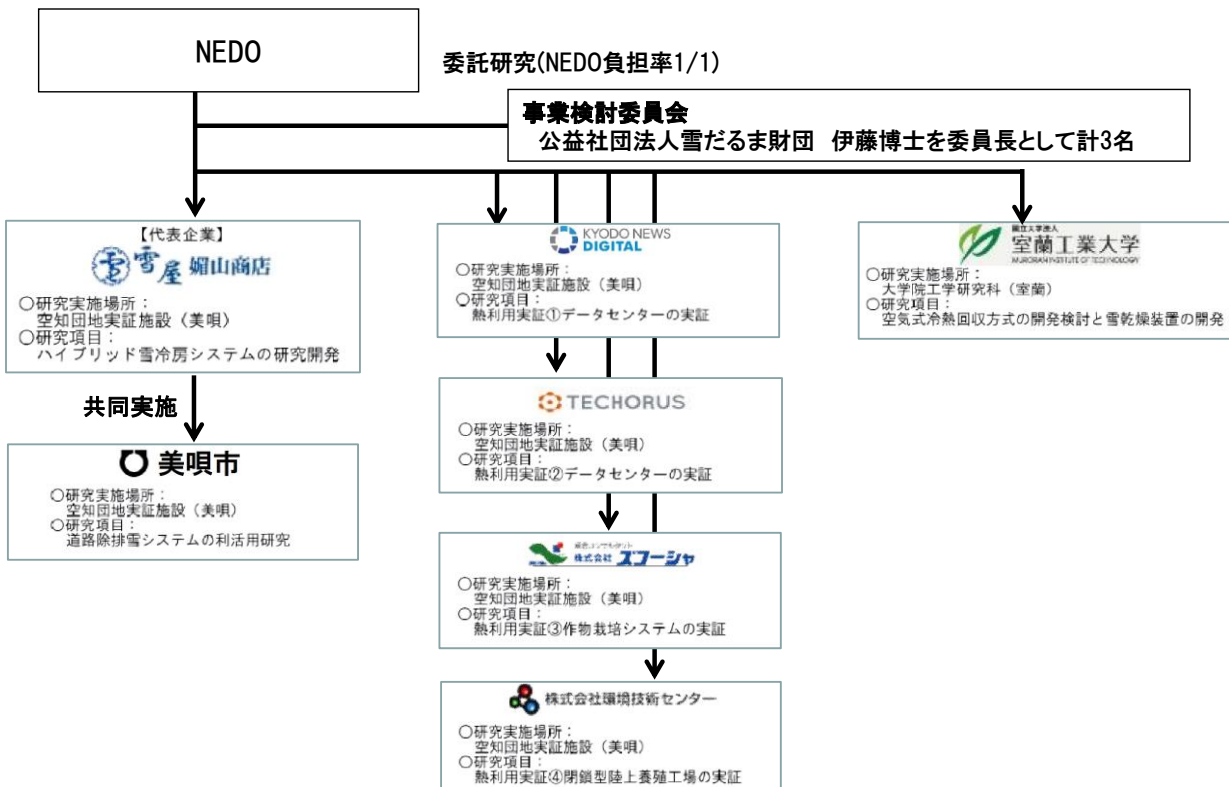 NEDO
委託研究(NEDO負担率1/1)
事業検討委員会
公益社団法人雪だるま財団 伊藤博士を委員長として計3名
【代表企業】
雪屋 媚山商店
○研究実施場所：
空知団地実証施設（美唄）
○研究項目：
ハイブリッド雪冷房システムの研究開発
共同実施
美唄市
○研究実施場所：
空知団地実証施設（美唄）
○研究項目：
道路除排雪システムの利活用研究
KYODO NEWS
DIGITAL
○研究実施場所：
空知団地実証施設（美唄）
○研究項目：
熱利用実証①データセンターの実証
TECHORUS
○研究実施場所：
空知団地実証施設（美唄）
○研究項目：
熱利用実証②データセンターの実証
総合コンサルタント
株式会社 ズコーシャ
○研究実施場所：
空知団地実証施設（美唄）
○研究項目：
熱利用実証③作物栽培システムの実証
株式会社環境技術センター
○研究実施場所：
空知団地実証施設（美唄）
○研究項目：
熱利用実証④閉鎖型陸上養殖工場の実証
国立大学法人
室蘭工業大学
MURORAN INSTITUTE OF TECHNOLOGY
○研究実施場所：
大学院工学研究科（室蘭）
○研究項目：
空気式冷熱回収方式の開発検討と雪乾燥装置の開発